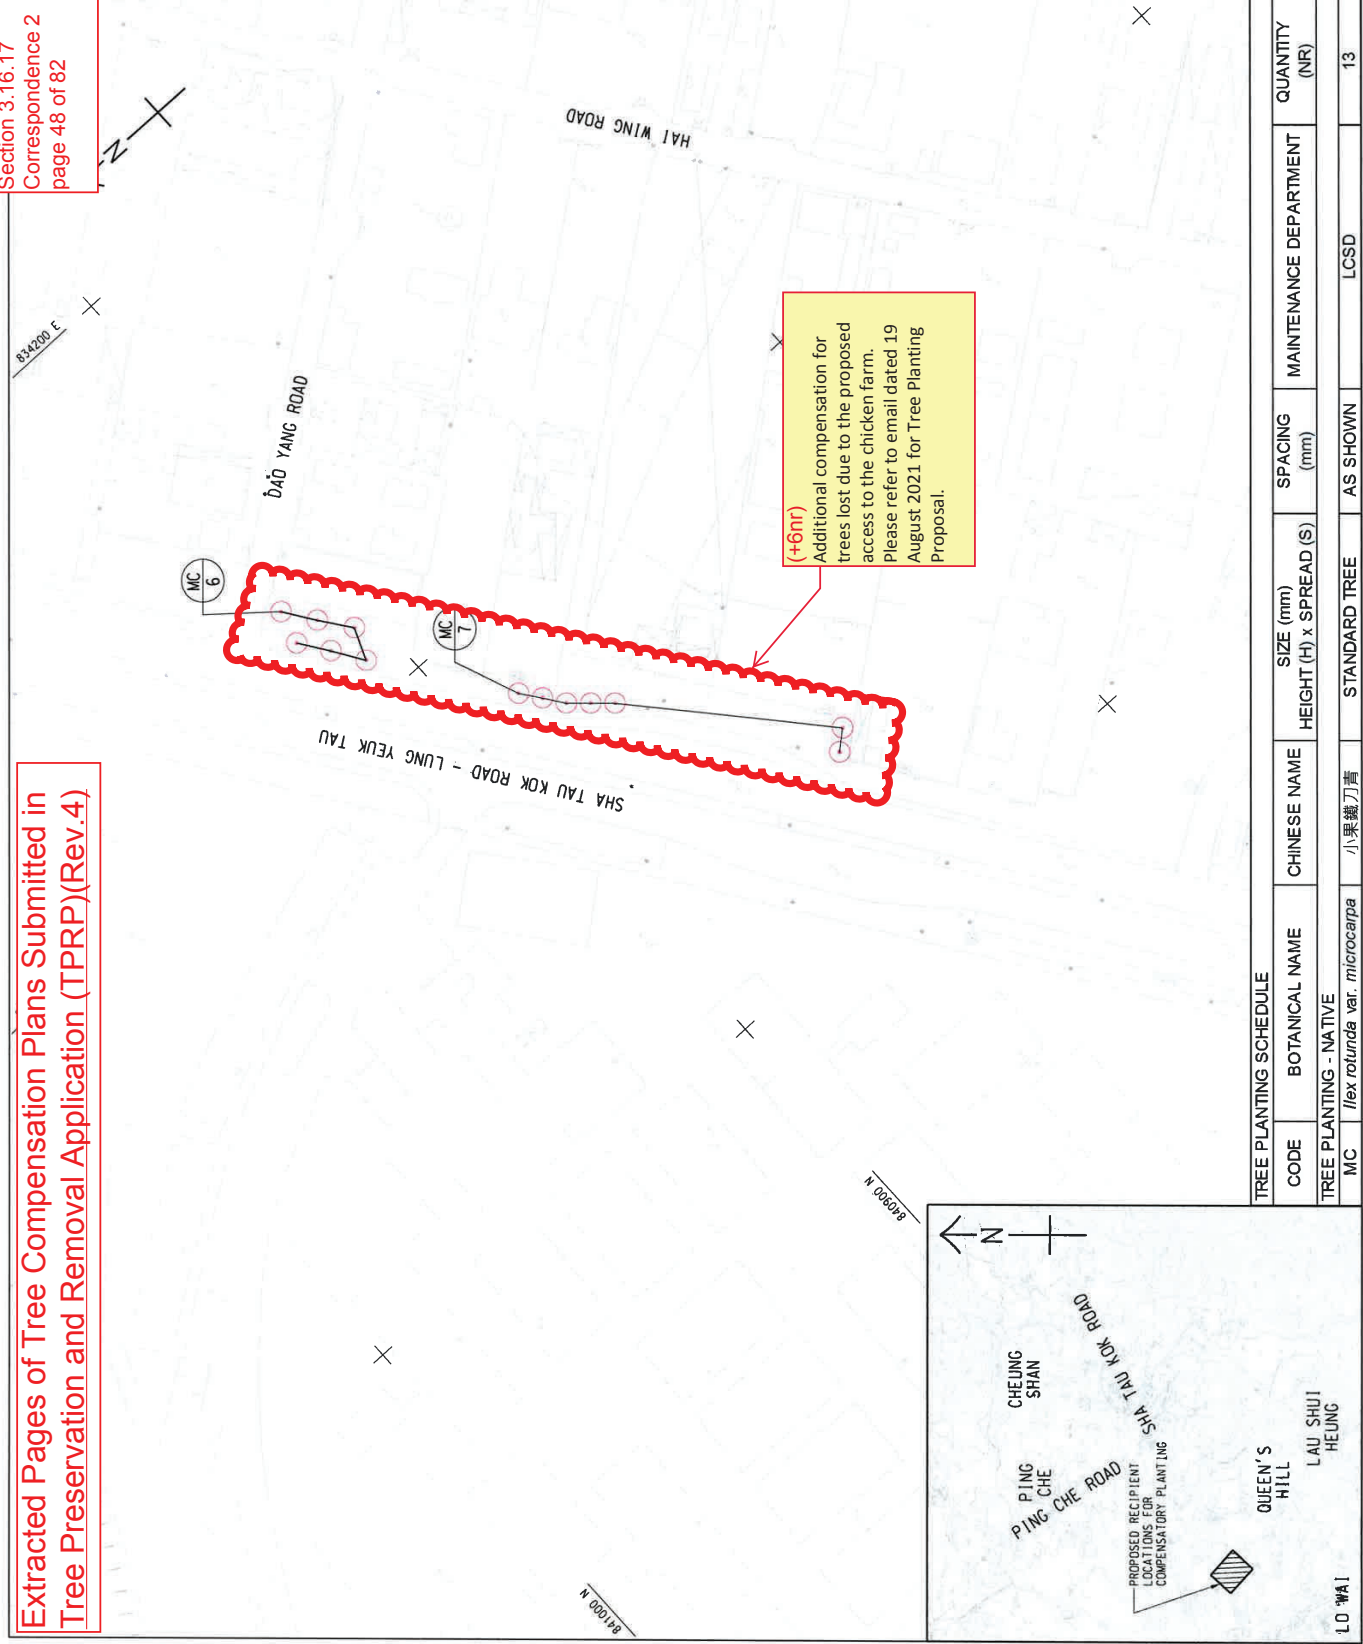 Extracted Pages of Tree Compensation Plans Submitted in
Tree Preservation and Removal Application (TPRP)(Rev.4)
Section 3.16.17
Correspondence 2
page 48 of 82
N
834200 E
DAO YANG ROAD
HAI WING ROAD
MC
6
MC
7
SHA TAU KOK ROAD - LUNG YEUK TAU
(+6nr)
Additional compensation for
trees lost due to the proposed
access to the chicken farm.
Please refer to email dated 19
August 2021 for Tree Planting
Proposal.
841000 N
840900 N
N
CHEUNG
SHAN
PING
CHE
PING CHE ROAD
SHA TAU KOK ROAD
PROPOSED RECIPIENT
LOCATIONS FOR
COMPENSATORY PLANTING
QUEEN'S
HILL
LAU SHUI
HEUNG
LO WAI
TREE PLANTING SCHEDULE
CODE BOTANICAL NAME CHINESE NAME SIZE (mm) HEIGHT (H) x SPREAD (S) SPACING (mm) MAINTENANCE DEPARTMENT QUANTITY (NR)
TREE PLANTING - NATIVE
MC Ilex rotunda var. microcarpa 小果鐵刀青 STANDARD TREE AS SHOWN LCSD 13